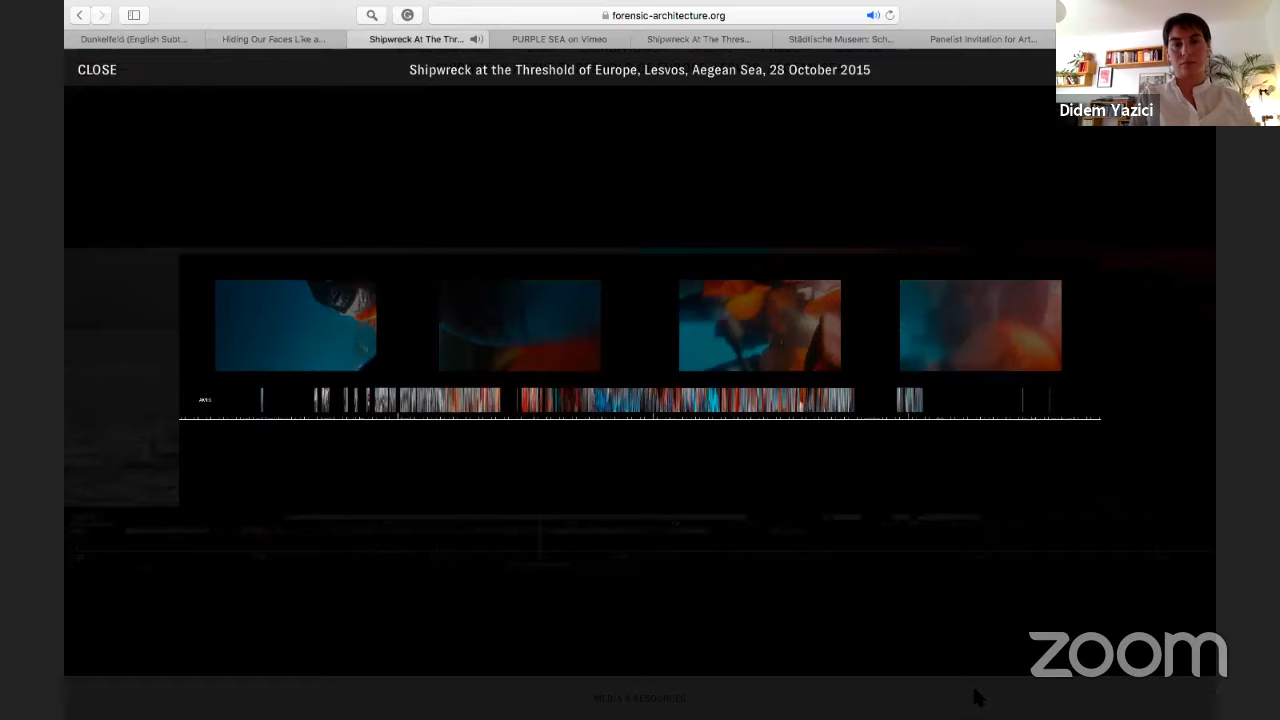 forensic-architecture.org
Dunkelfeld (English Subt...
Hiding Our Faces Like a...
Shipwreck At The Thr...
PURPLE SEA on Vimeo
Shipwreck At The Thres...
Städtische Museen: Sch...
Panelist Invitation for Art...
CLOSE
Shipwreck at the Threshold of Europe, Lesvos, Aegean Sea, 28 October 2015
Didem Yazici
MEDIA & RESOURCES
zoom